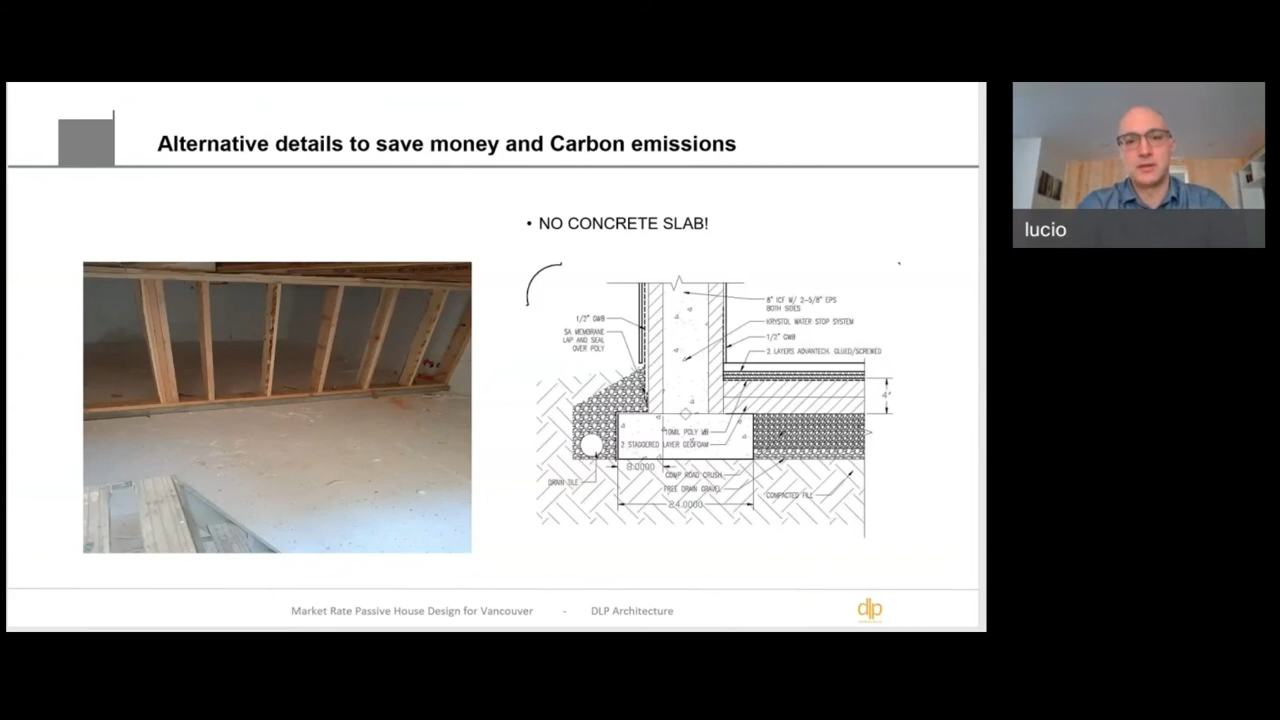 Alternative details to save money and Carbon emissions
• NO CONCRETE SLAB!
1/2" GWB
SA MEMBRANE
LAP AND SEAL
OVER POLY
8" ICF W/ 2-5/8" EPS
BOTH SIDES
KRYSTOL WATER STOP SYSTEM
1/2" GWB
2 LAYERS ADVANTECH, GLUED/SCREWED
4"
10MIL POLY VB
2 STAGGERED LAYER GEOFOAM
8.0000
COMP ROAD CRUSH
DRAIN TILE
FREE DRAIN GRAVEL
COMPACTED FILL
24.0000
Market Rate Passive House Design for Vancouver - DLP Architecture
dlp
lucio